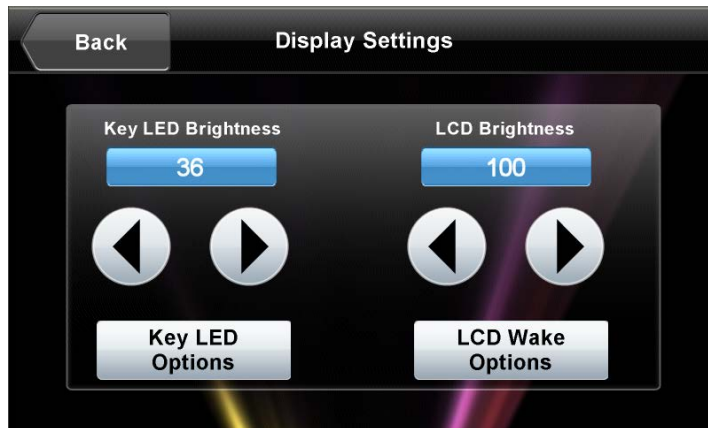 Back
Display Settings
Key LED Brightness
LCD Brightness
36
100
Key LED
Options
LCD Wake
Options